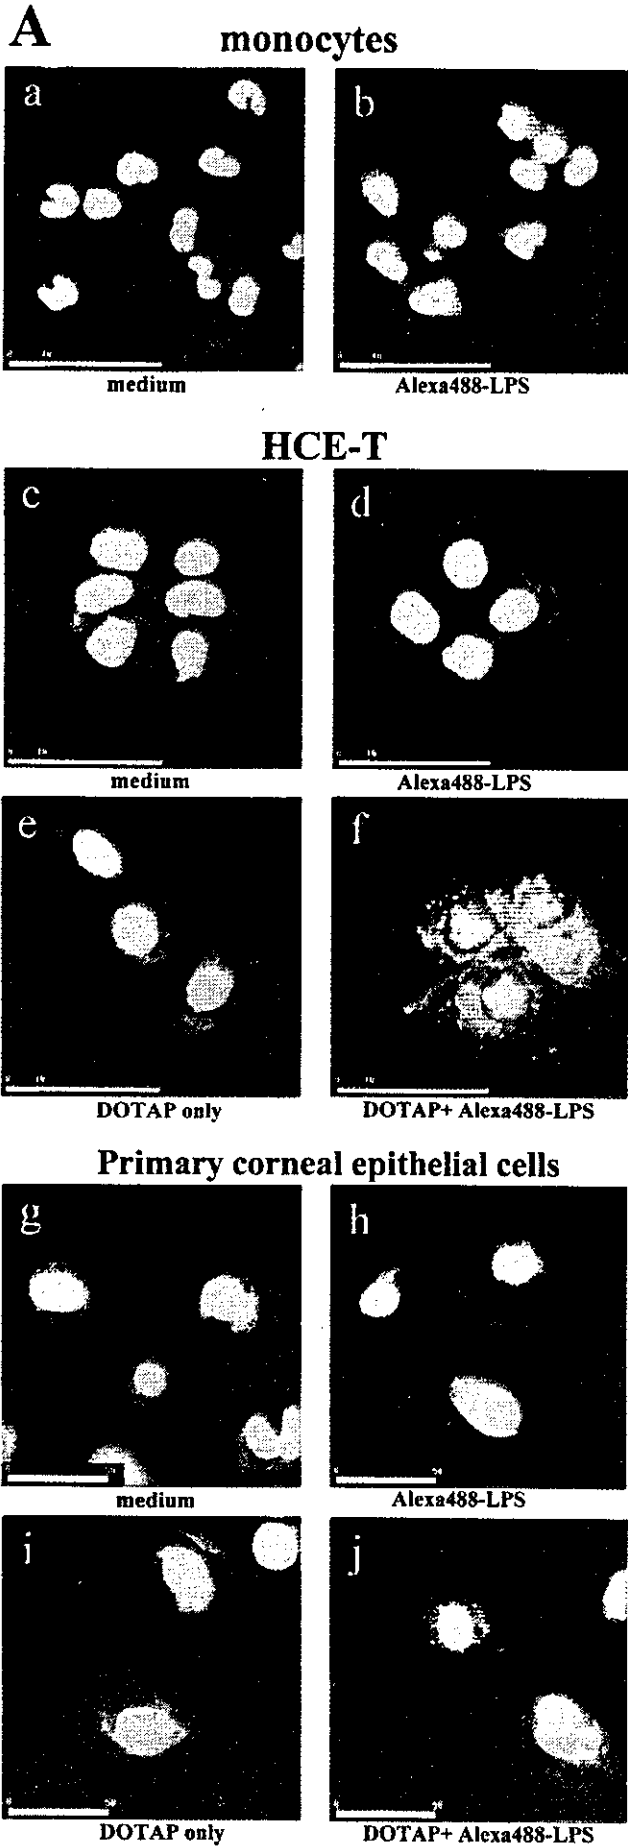 A
monocytes
a
b
medium
Alexa488-LPS
HCE-T
c
d
medium
Alexa488-LPS
e
f
DOTAP only
DOTAP+ Alexa488-LPS
Primary corneal epithelial cells
g
h
medium
Alexa488-LPS
i
j
DOTAP only
DOTAP+ Alexa488-LPS